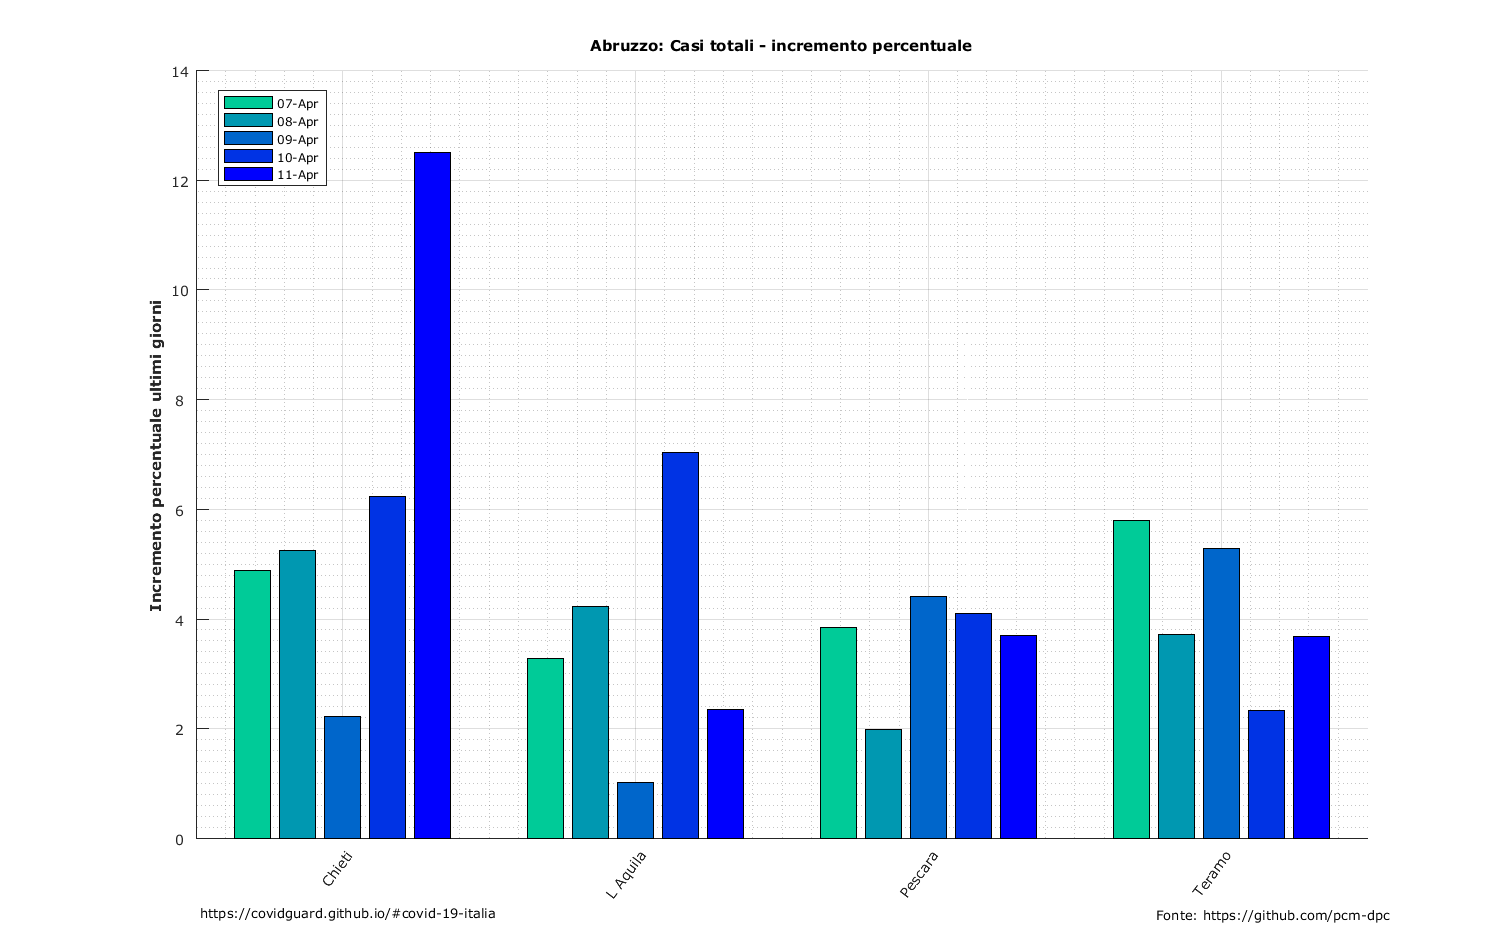 Abruzzo: Casi totali - incremento percentuale
14
12
10
8
6
4
2
0
Incremento percentuale ultimi giorni
07-Apr
08-Apr
09-Apr
10-Apr
11-Apr
Chieti
L Aquila
Pescara
Teramo
https://covidguard.github.io/#covid-19-italia
Fonte: https://github.com/pcm-dpc